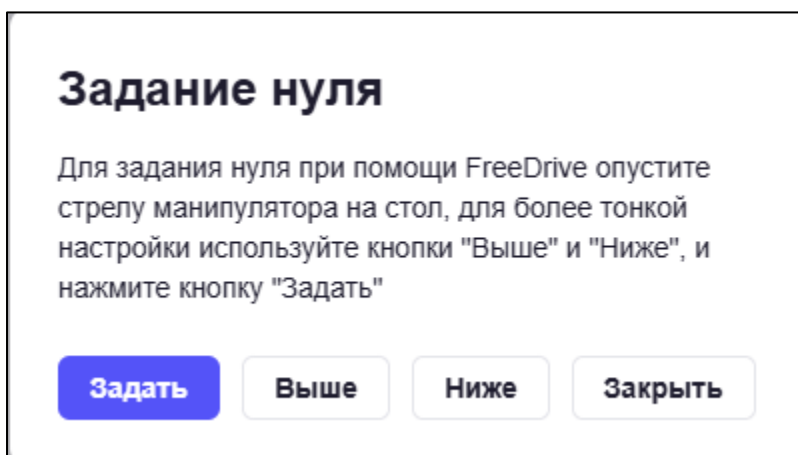 Задание нуля
Для задания нуля при помощи FreeDrive опустите
стрелу манипулятора на стол, для более тонкой
настройки используйте кнопки "Выше" и "Ниже", и
нажмите кнопку "Задать"
Задать Выше Ниже Закрыть